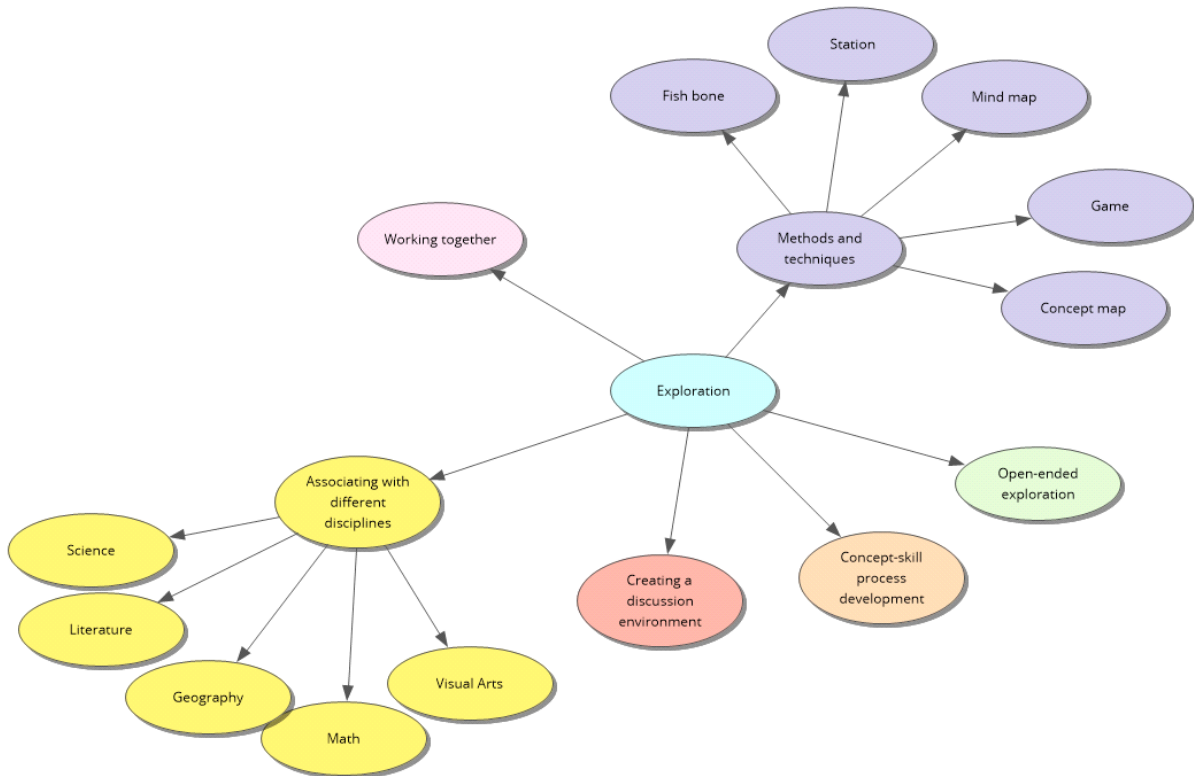 Station
Fish bone
Mind map
Game
Working together
Methods and
techniques
Concept map
Exploration
Open-ended
exploration
Associating with
different
disciplines
Science
Concept-skill
process
development
Creating a
discussion
environment
Literature
Geography
Visual Arts
Math